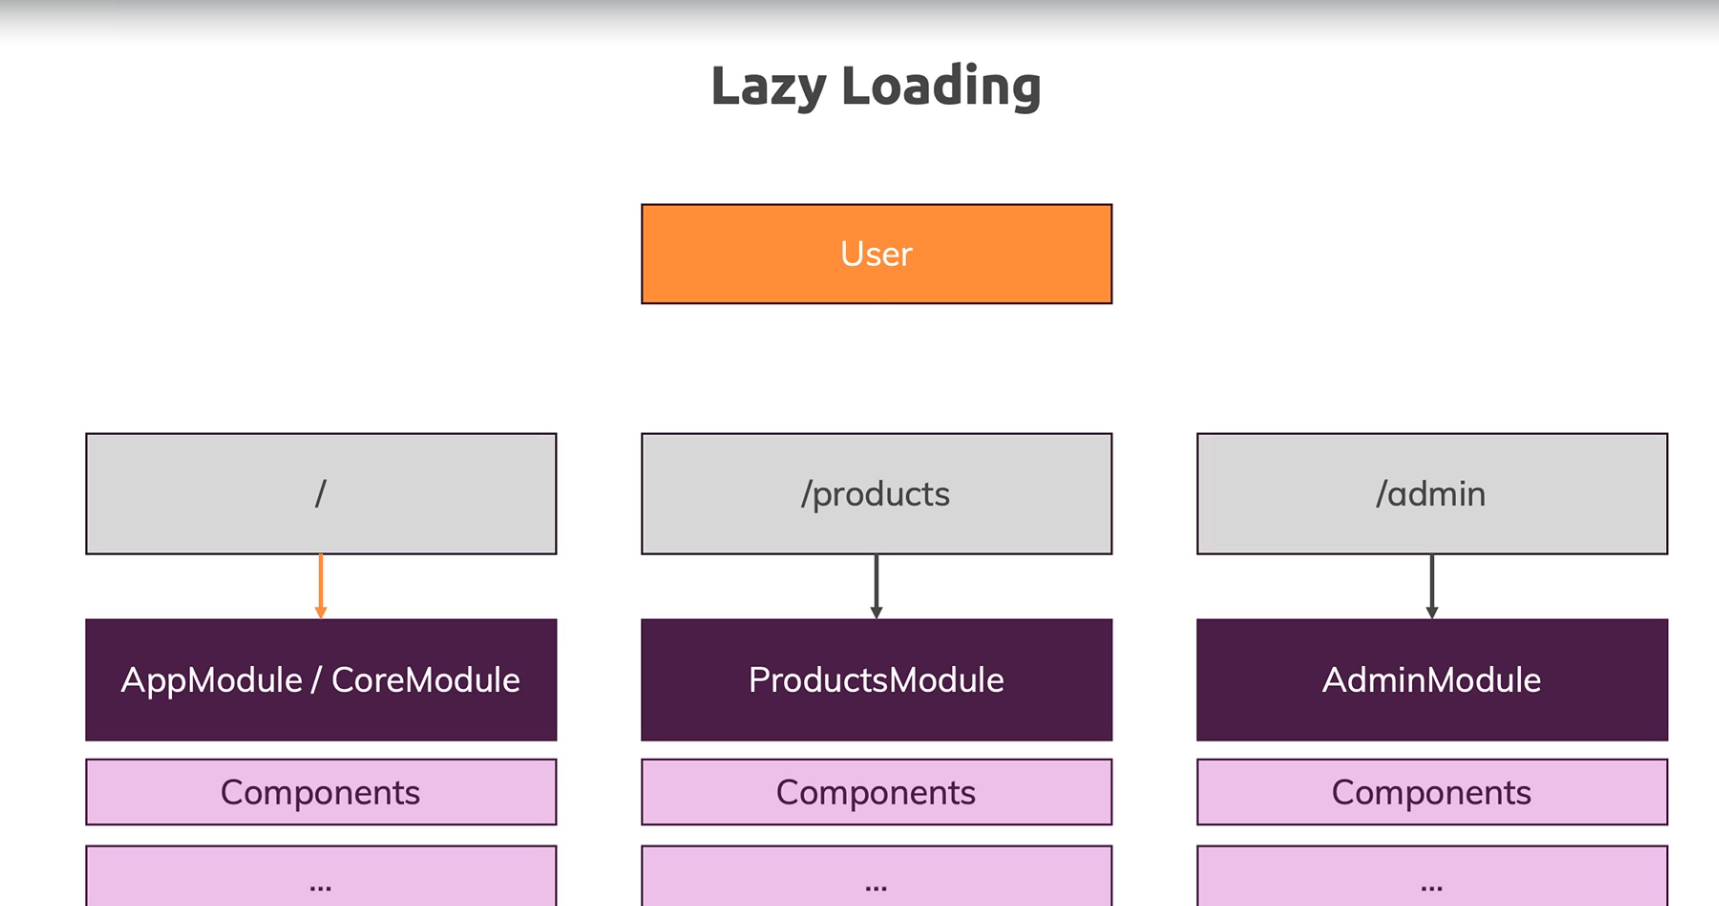 Lazy Loading
User
/
/products
/admin
AppModule / CoreModule
ProductsModule
AdminModule
Components
Components
Components
...
...
...